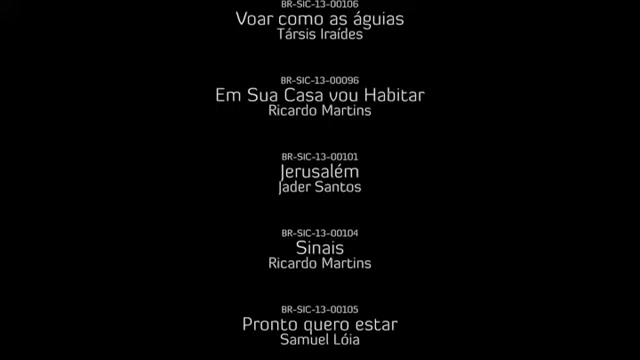 BR-SIC-13-00106
Voar como as águias
Társis Iraídes
BR-SIC-13-00096
Em Sua Casa vou Habitar
Ricardo Martins
BR-SIC-13-00101
Jerusalém
Jader Santos
BR-SIC-13-00104
Sinais
Ricardo Martins
BR-SIC-13-00105
Pronto quero estar
Samuel Lóia